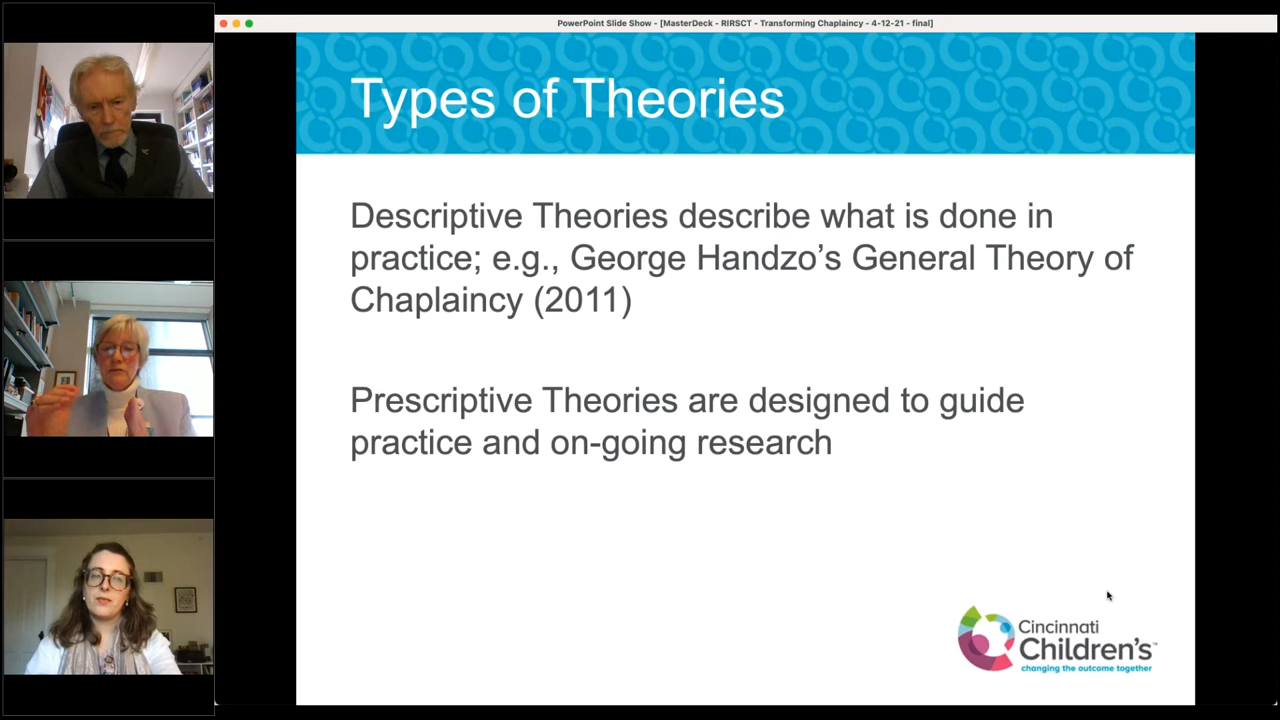 PowerPoint Slide Show - [MasterDeck - RIRSCT - Transforming Chaplaincy - 4-12-21 - final]
Types of Theories
Descriptive Theories describe what is done in
practice; e.g., George Handzo’s General Theory of
Chaplaincy (2011)
Prescriptive Theories are designed to guide
practice and on-going research
Cincinnati
Children’s™
changing the outcome together